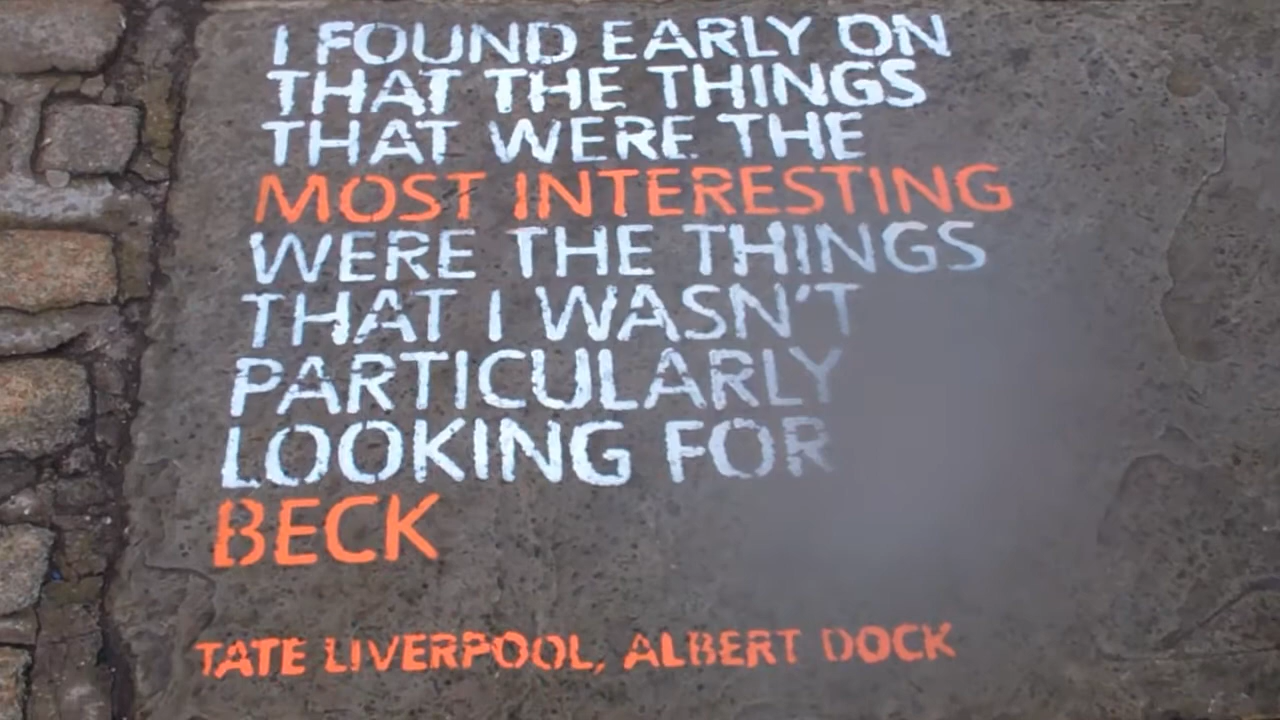 I FOUND EARLY ON
THAT THE THINGS
THAT WERE THE
MOST INTERESTING
WERE THE THINGS
THAT I WASN'T
PARTICULARLY
LOOKING FOR
BECK
TATE LIVERPOOL, ALBERT DOCK